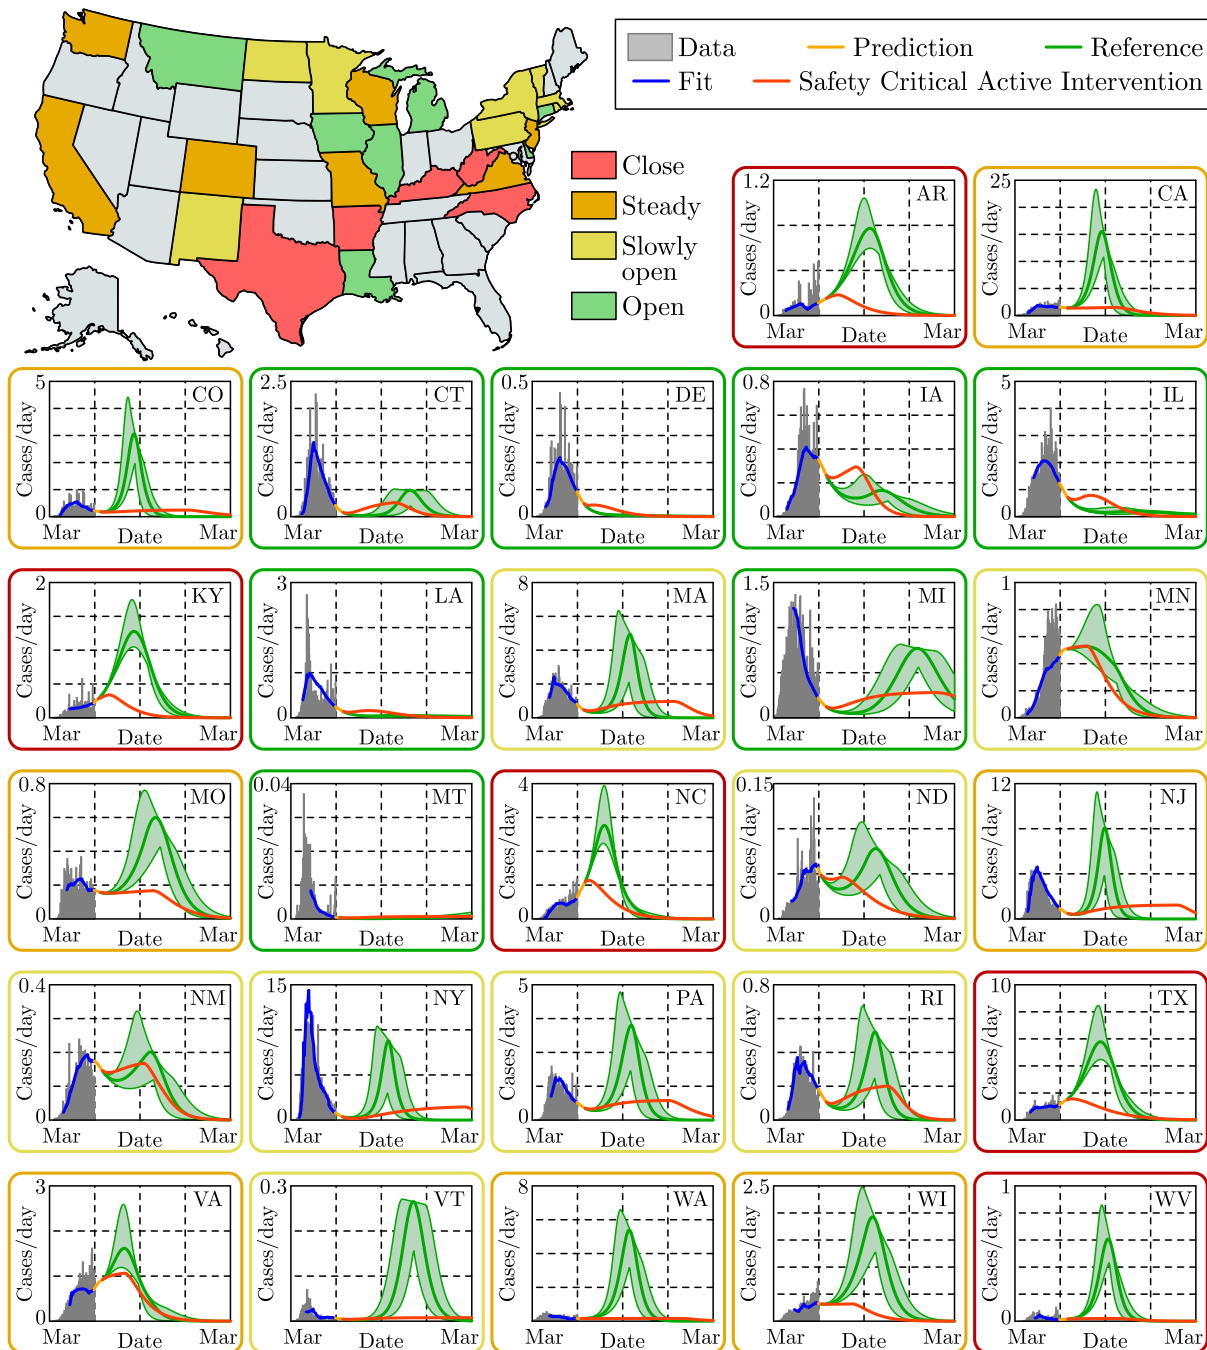 Data Prediction Reference
Fit Safety Critical Active Intervention
Close
Steady
Slowly
open
Open
1.2 AR
Cases/day
0
Mar Date Mar
25 CA
Cases/day
0
Mar Date Mar
5 CO
Cases/day
0
Mar Date Mar
2.5 CT
Cases/day
0
Mar Date Mar
0.5 DE
Cases/day
0
Mar Date Mar
0.8 IA
Cases/day
0
Mar Date Mar
5 IL
Cases/day
0
Mar Date Mar
2 KY
Cases/day
0
Mar Date Mar
3 LA
Cases/day
0
Mar Date Mar
8 MA
Cases/day
0
Mar Date Mar
1.5 MI
Cases/day
0
Mar Date Mar
1 MN
Cases/day
0
Mar Date Mar
0.8 MO
Cases/day
0
Mar Date Mar
0.04 MT
Cases/day
0
Mar Date Mar
4 NC
Cases/day
0
Mar Date Mar
0.15 ND
Cases/day
0
Mar Date Mar
12 NJ
Cases/day
0
Mar Date Mar
0.4 NM
Cases/day
0
Mar Date Mar
15 NY
Cases/day
0
Mar Date Mar
5 PA
Cases/day
0
Mar Date Mar
0.8 RI
Cases/day
0
Mar Date Mar
10 TX
Cases/day
0
Mar Date Mar
3 VA
Cases/day
0
Mar Date Mar
0.3 VT
Cases/day
0
Mar Date Mar
8 WA
Cases/day
0
Mar Date Mar
2.5 WI
Cases/day
0
Mar Date Mar
1 WV
Cases/day
0
Mar Date Mar